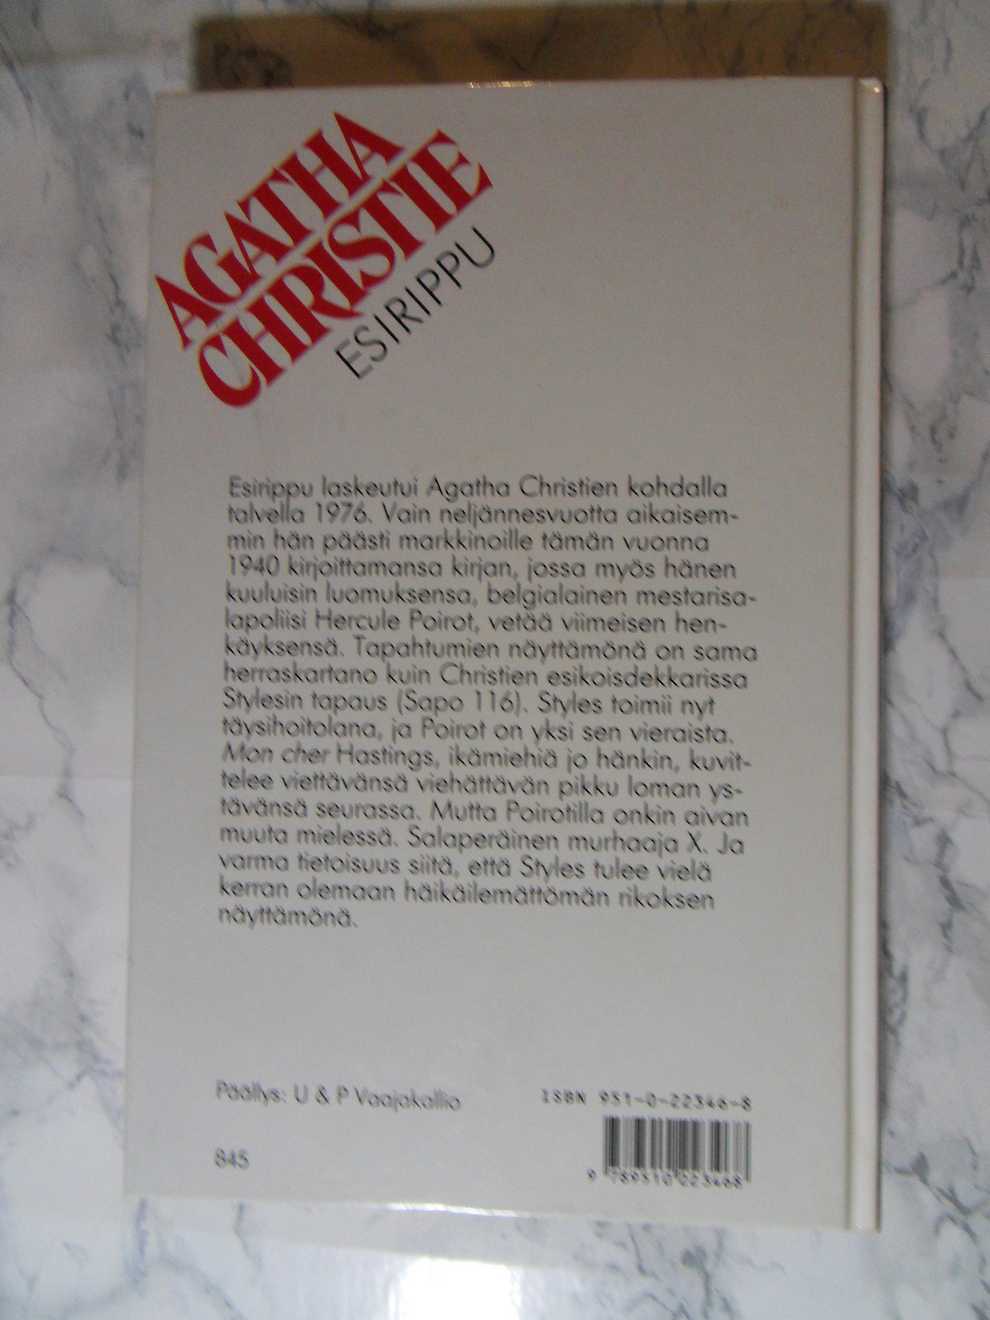 AGATHA
CHRISTIE
ESIRIPPU
Esirippu laskeutui Agatha Christien kohdalla
talvella 1976. Vain neljännesvuotta aikaisem-
min hän päästi markkinoille tämän vuonna
1940 kirjoittamansa kirjan, jossa myös hänen
kuuluisin luomuksensa, belgialainen mestarisa-
lapoliisi Hercule Poirot, vetää viimeisen hen-
käyksensä. Tapahtumien näyttämönä on sama
herraskartano kuin Christien esikoisdekkarissa
Stylesin tapaus (Sapo 116). Styles toimii nyt
täysihoitolana, ja Poirot on yksi sen vieraista.
Mon cher Hastings, ikämiehiä jo hänkin, kuvit-
telee viettävänsä viehättävän pikku loman ys-
tävänsä seurassa. Mutta Poirotilla onkin aivan
muuta mielessä. Salaperäinen murhaaja X. Ja
varma tietoisuus siitä, että Styles tulee vielä
kerran olemaan häikäilemättömän rikoksen
näyttämönä.
Päällys: U & P Vaajakallio
ISBN 951-0-22346-8
9 789510 223468
845